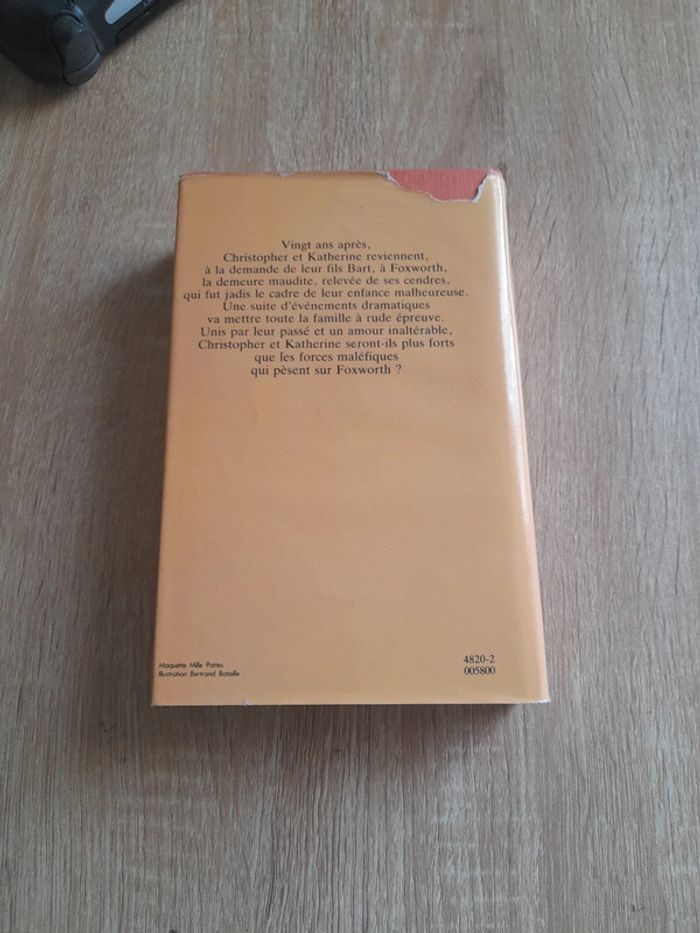 Vingt ans après,
Christopher et Katherine reviennent,
à la demande de leur fils Bart, à Foxworth,
la demeure maudite, relevée de ses cendres,
qui fut jadis le cadre de leur enfance malheureuse.
Une suite d'événements dramatiques
va mettre toute la famille à rude épreuve.
Unis par leur passé et un amour inaltérable,
Christopher et Katherine seront-ils plus forts
que les forces maléfiques
qui pèsent sur Foxworth ?
Maquette Mille Pattes
Illustration Bertrand Bataille
4820-2
005800